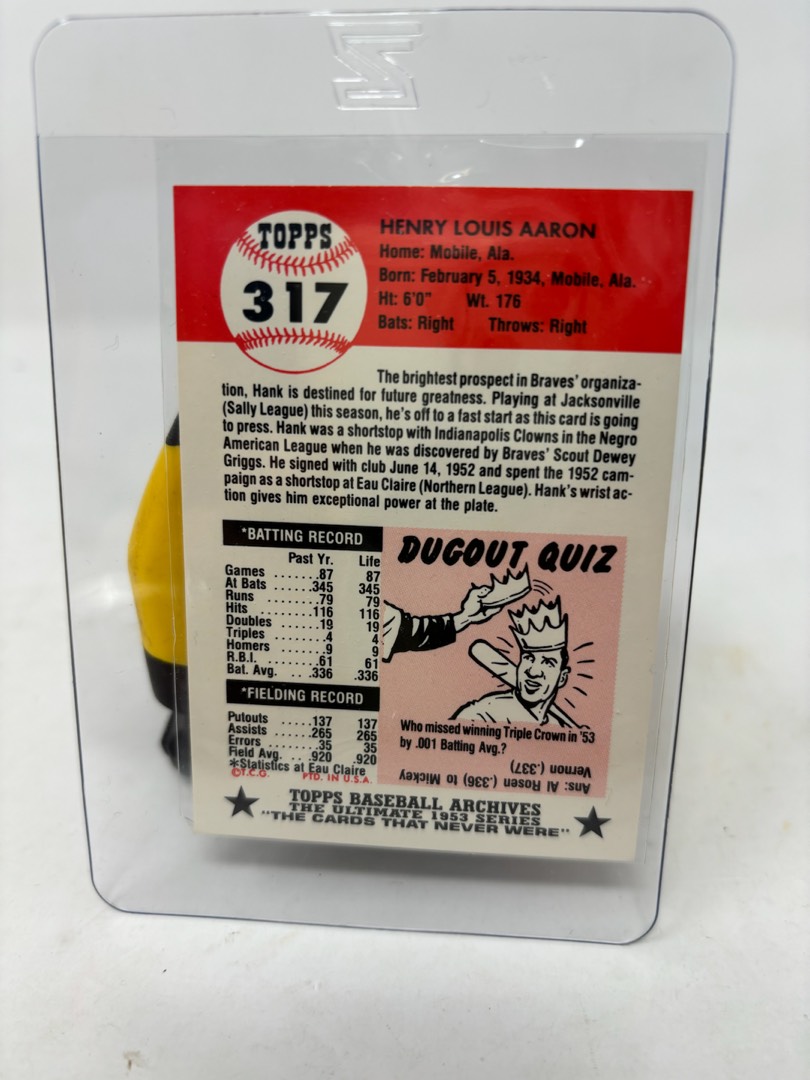 TOPPS
317
HENRY LOUIS AARON
Home: Mobile, Ala.
Born: February 5, 1934, Mobile, Ala.
Ht: 6'0" Wt. 176
Bats: Right Throws: Right
The brightest prospect in Braves' organiza-
tion, Hank is destined for future greatness. Playing at Jacksonville
(Sally League) this season, he's off to a fast start as this card is going
to press. Hank was a shortstop with Indianapolis Clowns in the Negro
American League when he was discovered by Braves' Scout Dewey
Griggs. He signed with club June 14, 1952 and spent the 1952 cam-
paign as a shortstop at Eau Claire (Northern League). Hank's wrist ac-
tion gives him exceptional power at the plate.
*BATTING RECORD
Past Yr. Life
Games .......87 87
At Bats .....345 345
Runs .......79 79
Hits ........116 116
Doubles ......19 19
Triples .......4 4
Homers .......9 9
R.B.I. .......61 61
Bat. Avg. . . .336 .336
*FIELDING RECORD
Putouts .....137 137
Assists .....265 265
Errors .......35 35
Field Avg. . .920 .920
*Statistics at Eau Claire
©T.C.G. PTD. IN U.S.A.
DUGOUT QUIZ
Who missed winning Triple Crown in '53
by .001 Batting Avg.?
Ans: Al Rosen (.336) to Mickey
Vernon (.337)
TOPPS BASEBALL ARCHIVES
THE ULTIMATE 1953 SERIES
"THE CARDS THAT NEVER WERE"